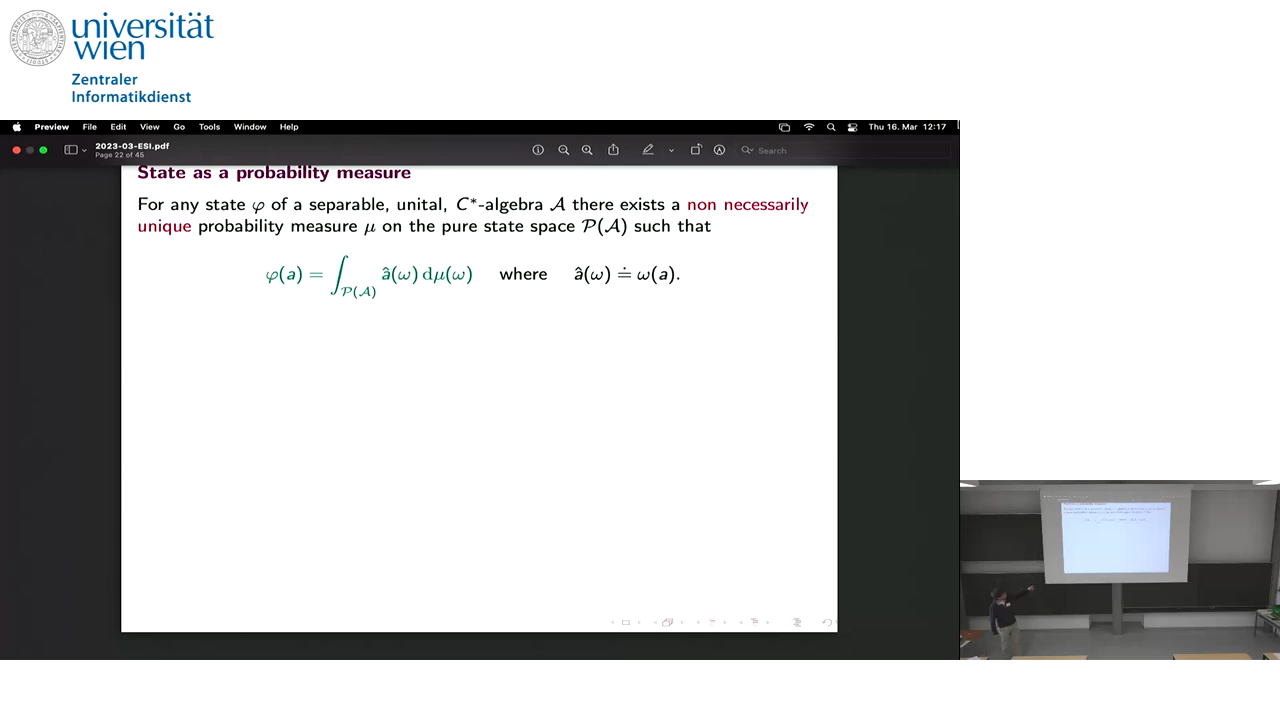 universität
wien
Zentraler
Informatikdienst
Preview File Edit View Go Tools Window Help Thu 16. Mar 12:17
2023-03-ESI.pdf
Page 22 of 45
Search
State as a probability measure
For any state φ of a separable, unital, C*-algebra 𝒜 there exists a non necessarily
unique probability measure μ on the pure state space 𝒫(𝒜) such that
φ(a) = ∫_𝒫(𝒜) â(ω) dμ(ω) where â(ω) ≐ ω(a).